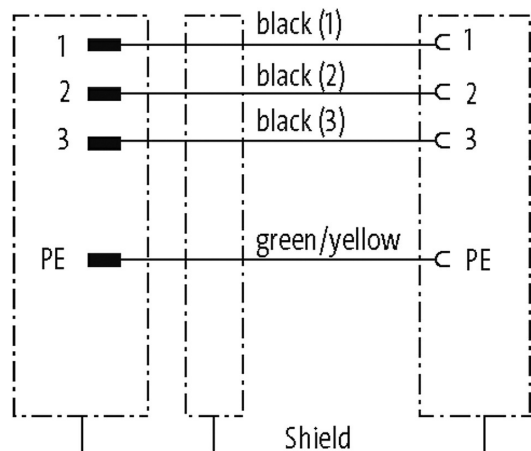 1 black (1) 1
2 black (2) 2
3 black (3) 3
PE green/yellow PE
Shield